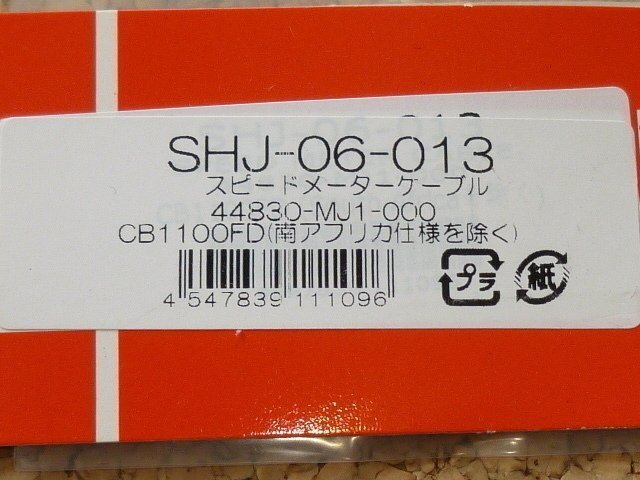 SHJ-06-013
スピードメーターケーブル
44830-MJ1-000
CB1100FD(南アフリカ仕様を除く)
4 547839 111096
プラ
紙